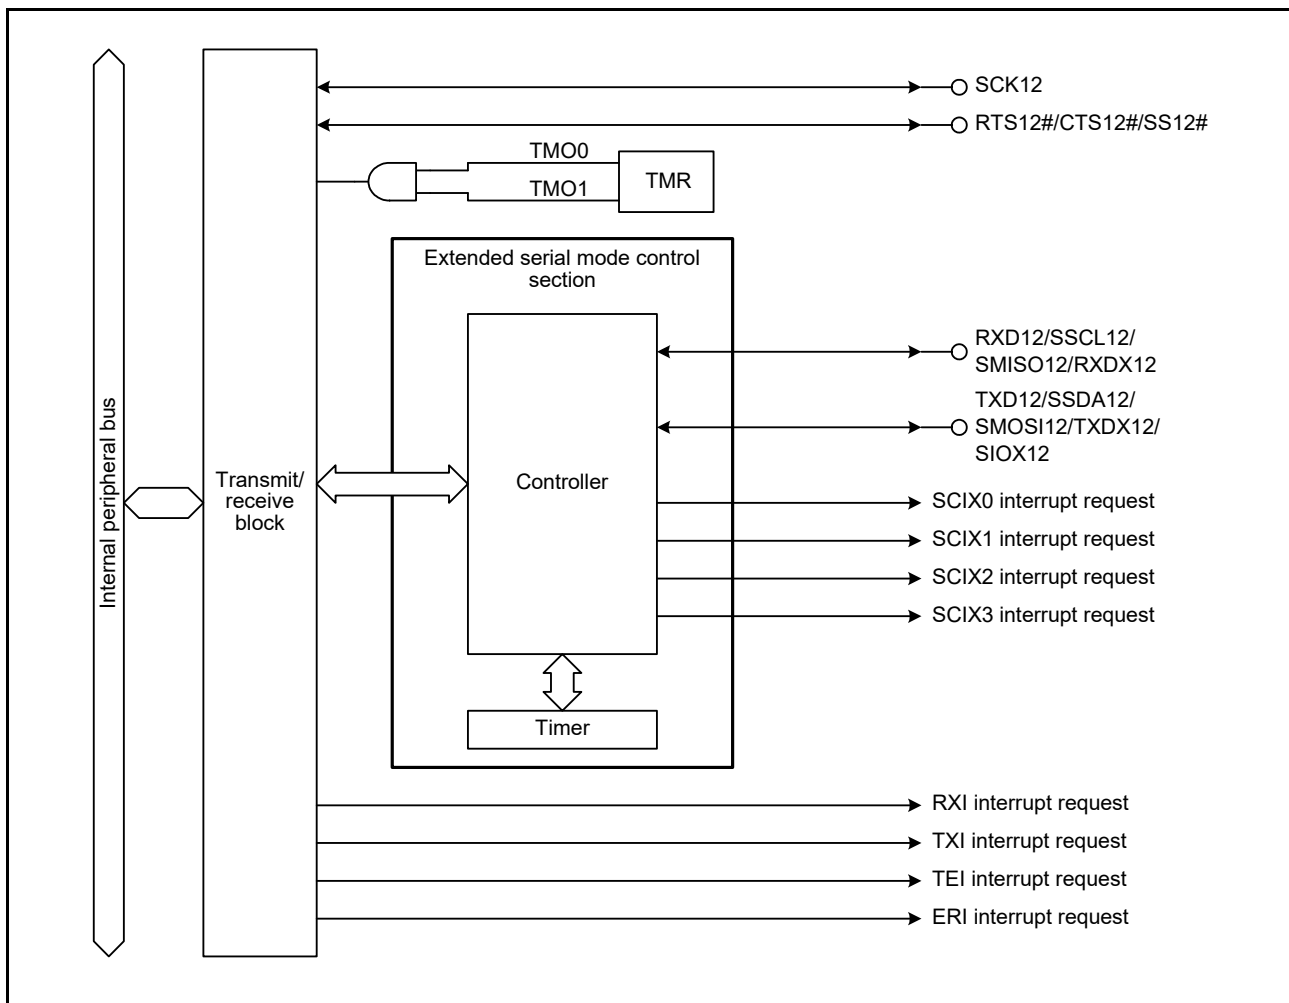 SCK12
RTS12#/CTS12#/SS12#
TMO0
TMO1
TMR
Extended serial mode control
section
RXD12/SSCL12/
SMISO12/RXDX12
TXD12/SSDA12/
SMOSI12/TXDX12/
SIOX12
Internal peripheral bus
Transmit/
receive
block
Controller
SCIX0 interrupt request
SCIX1 interrupt request
SCIX2 interrupt request
SCIX3 interrupt request
Timer
RXI interrupt request
TXI interrupt request
TEI interrupt request
ERI interrupt request